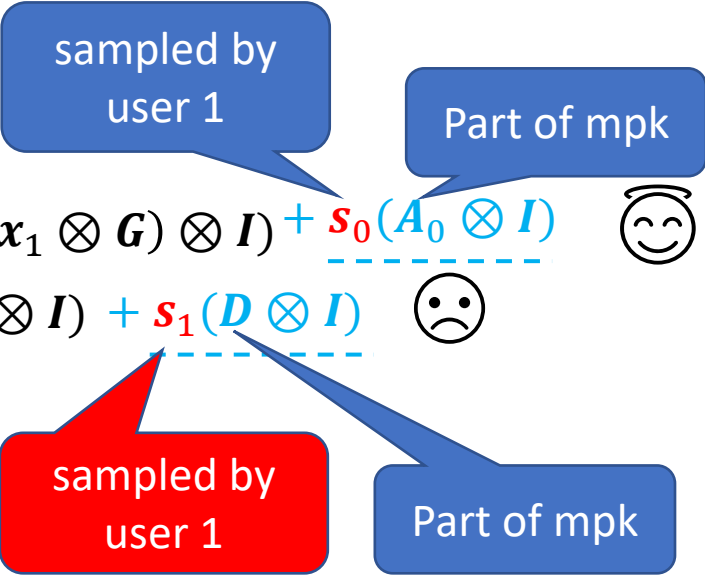 sampled by
user 1
Part of mpk
x₁ ⊗ G) ⊗ I) + s₀(A₀ ⊗ I)
⊗ I) + s₁(D ⊗ I)
sampled by
user 1
Part of mpk